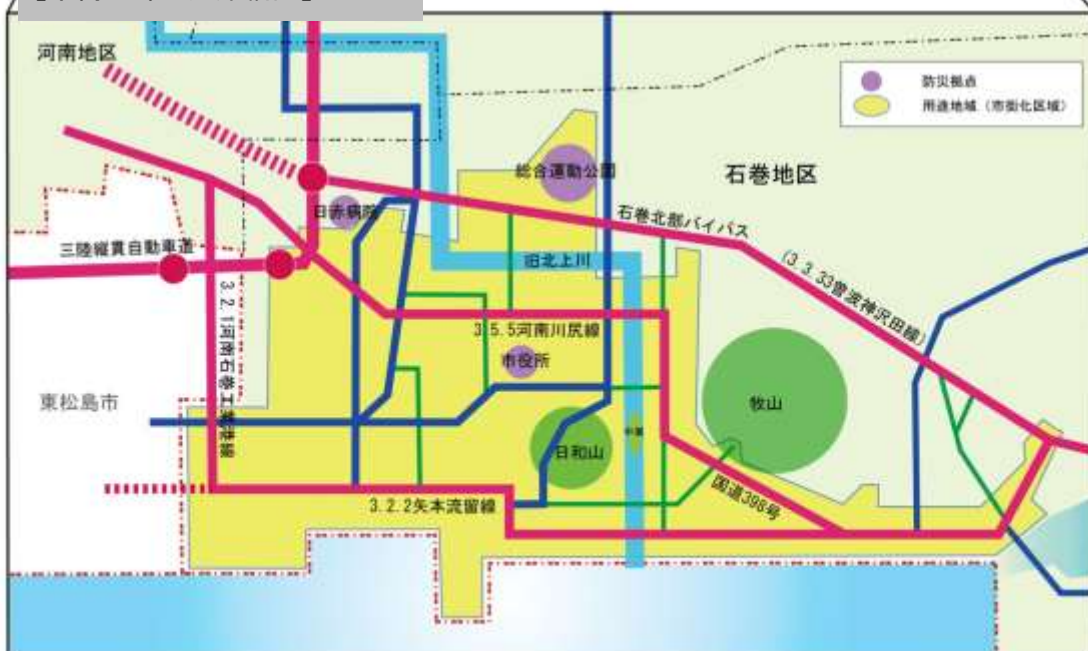 河南地区
防災拠点
用途地域（市街化区域）
総合運動公園
石巻地区
日赤病院
石巻北部バイパス
三陸縦貫自動車道
旧北上川
(3.3.33曽波神沢田線)
3.2.1河南石巻工業港線
3.5.5河南川尻線
市役所
東松島市
牧山
日和山
国道398号
3.2.2矢本流留線